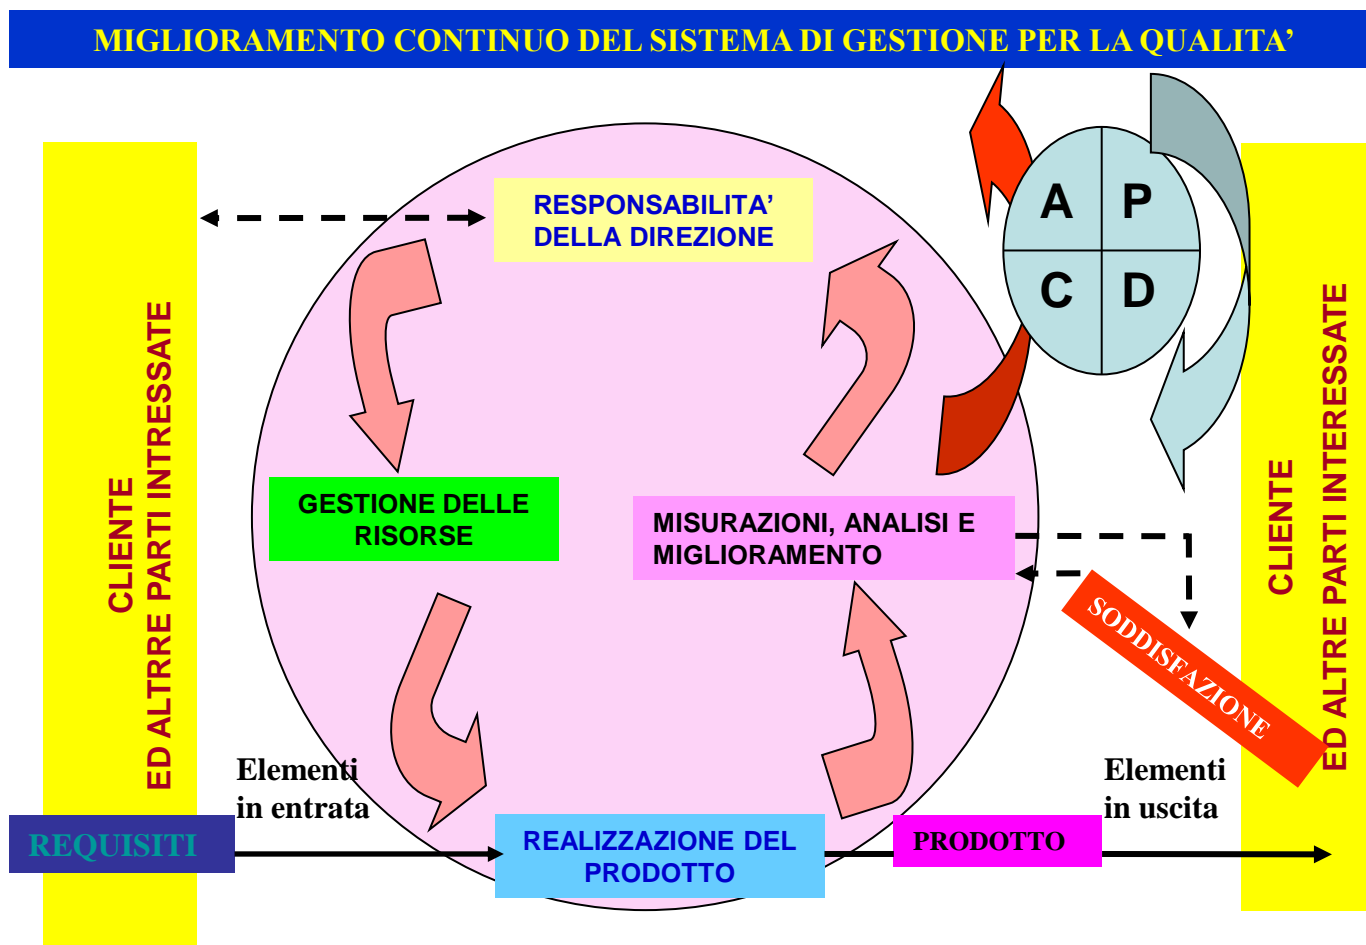 MIGLIORAMENTO CONTINUO DEL SISTEMA DI GESTIONE PER LA QUALITA’
RESPONSABILITA’
DELLA DIREZIONE
A P
C D
CLIENTE
ED ALTRRE PARTI INTRESSATE
GESTIONE DELLE
RISORSE
MISURAZIONI, ANALISI E
MIGLIORAMENTO
CLIENTE
ED ALTRE PARTI INTERESSATE
SODDISFAZIONE
Elementi
in entrata
Elementi
in uscita
REQUISITI
REALIZZAZIONE DEL
PRODOTTO
PRODOTTO